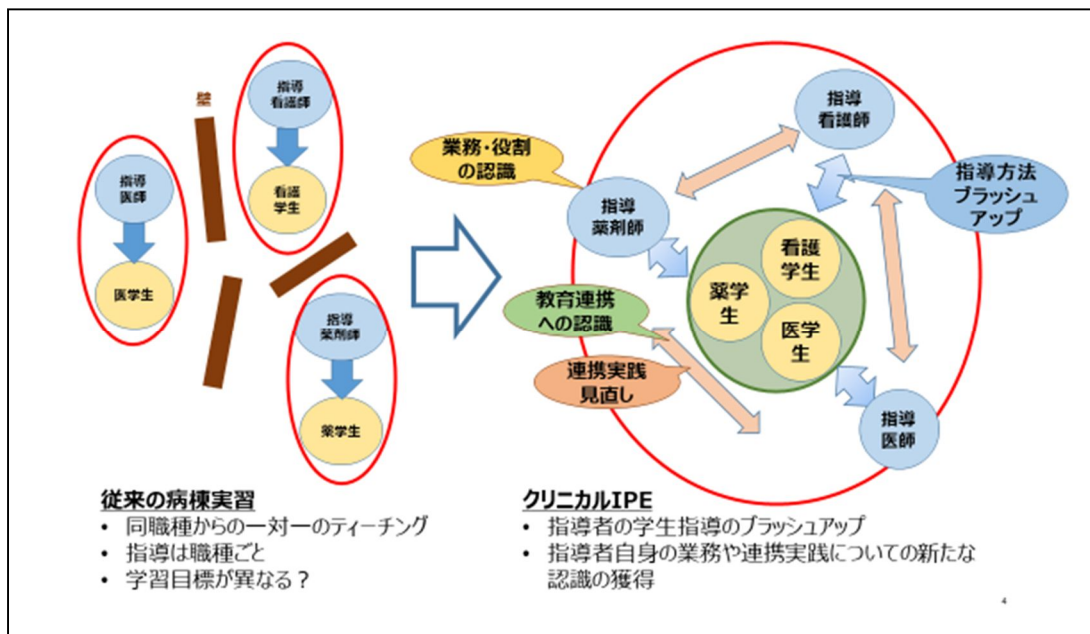 壁
指導
看護師
看護
学生
指導
医師
医学生
指導
薬剤師
薬学生
業務・役割
の認識
指導
看護師
指導方法
ブラッシュ
アップ
指導
薬剤師
看護
学生
薬学
生
医学
生
教育連携
への認識
連携実践
見直し
指導
医師
従来の病棟実習
• 同職種からの一対一のティーチング
• 指導は職種ごと
• 学習目標が異なる？
クリニカルIPE
• 指導者の学生指導のブラッシュアップ
• 指導者自身の業務や連携実践についての新たな
認識の獲得
4